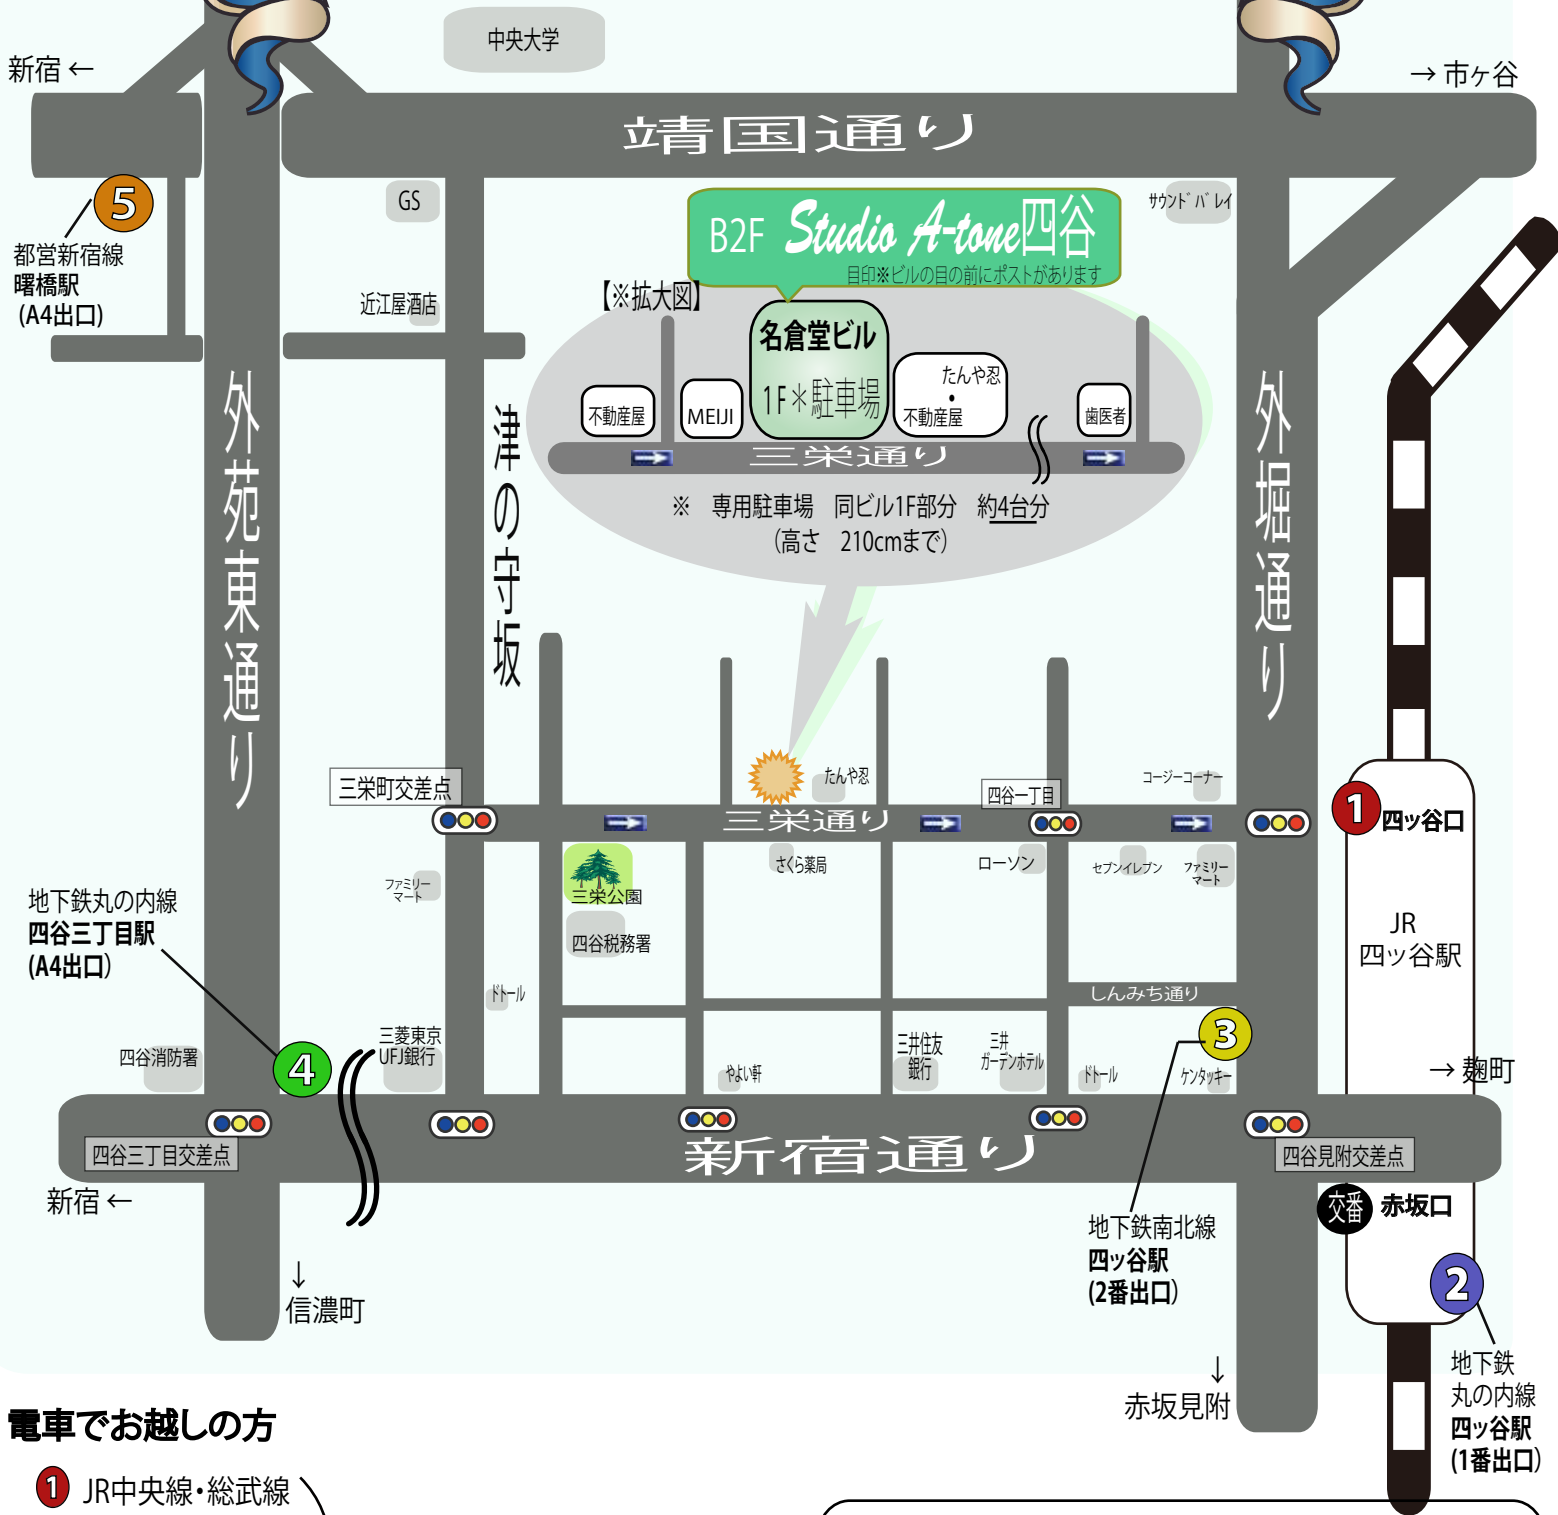 中央大学
新宿 ←
→ 市ヶ谷
靖国通り
5
都営新宿線
曙橋駅
(A4出口)
GS
近江屋酒店
サウンドバレイ
B2F Studio A-tone四谷
目印※ビルの目の前にポストがあります
【※拡大図】
名倉堂ビル
1F＊駐車場
不動産屋
MEIJI
たんや忍
・
不動産屋
歯医者
三栄通り
※ 専用駐車場 同ビル1F部分 約4台分
(高さ 210cmまで)
外苑東通り
津の守坂
外堀通り
三栄町交差点
たんや忍
四谷一丁目
コージーコーナー
三栄通り
1
四ッ谷口
さくら薬局
ローソン
セブンイレブン
ファミリー
マート
ファミリー
マート
三栄公園
四谷税務署
地下鉄丸の内線
四谷三丁目駅
(A4出口)
JR
四ッ谷駅
しんみち通り
ドトール
3
四谷消防署
4
三菱東京
UFJ銀行
やよい軒
三井住友
銀行
三井
ガーデンホテル
ドトール
ケンタッキー
→ 麹町
四谷三丁目交差点
新宿通り
四谷見附交差点
新宿 ←
交番
赤坂口
地下鉄南北線
四ッ谷駅
(2番出口)
2
↓
信濃町
↓
赤坂見附
地下鉄
丸の内線
四ッ谷駅
(1番出口)
電車でお越しの方
1 JR中央線・総武線